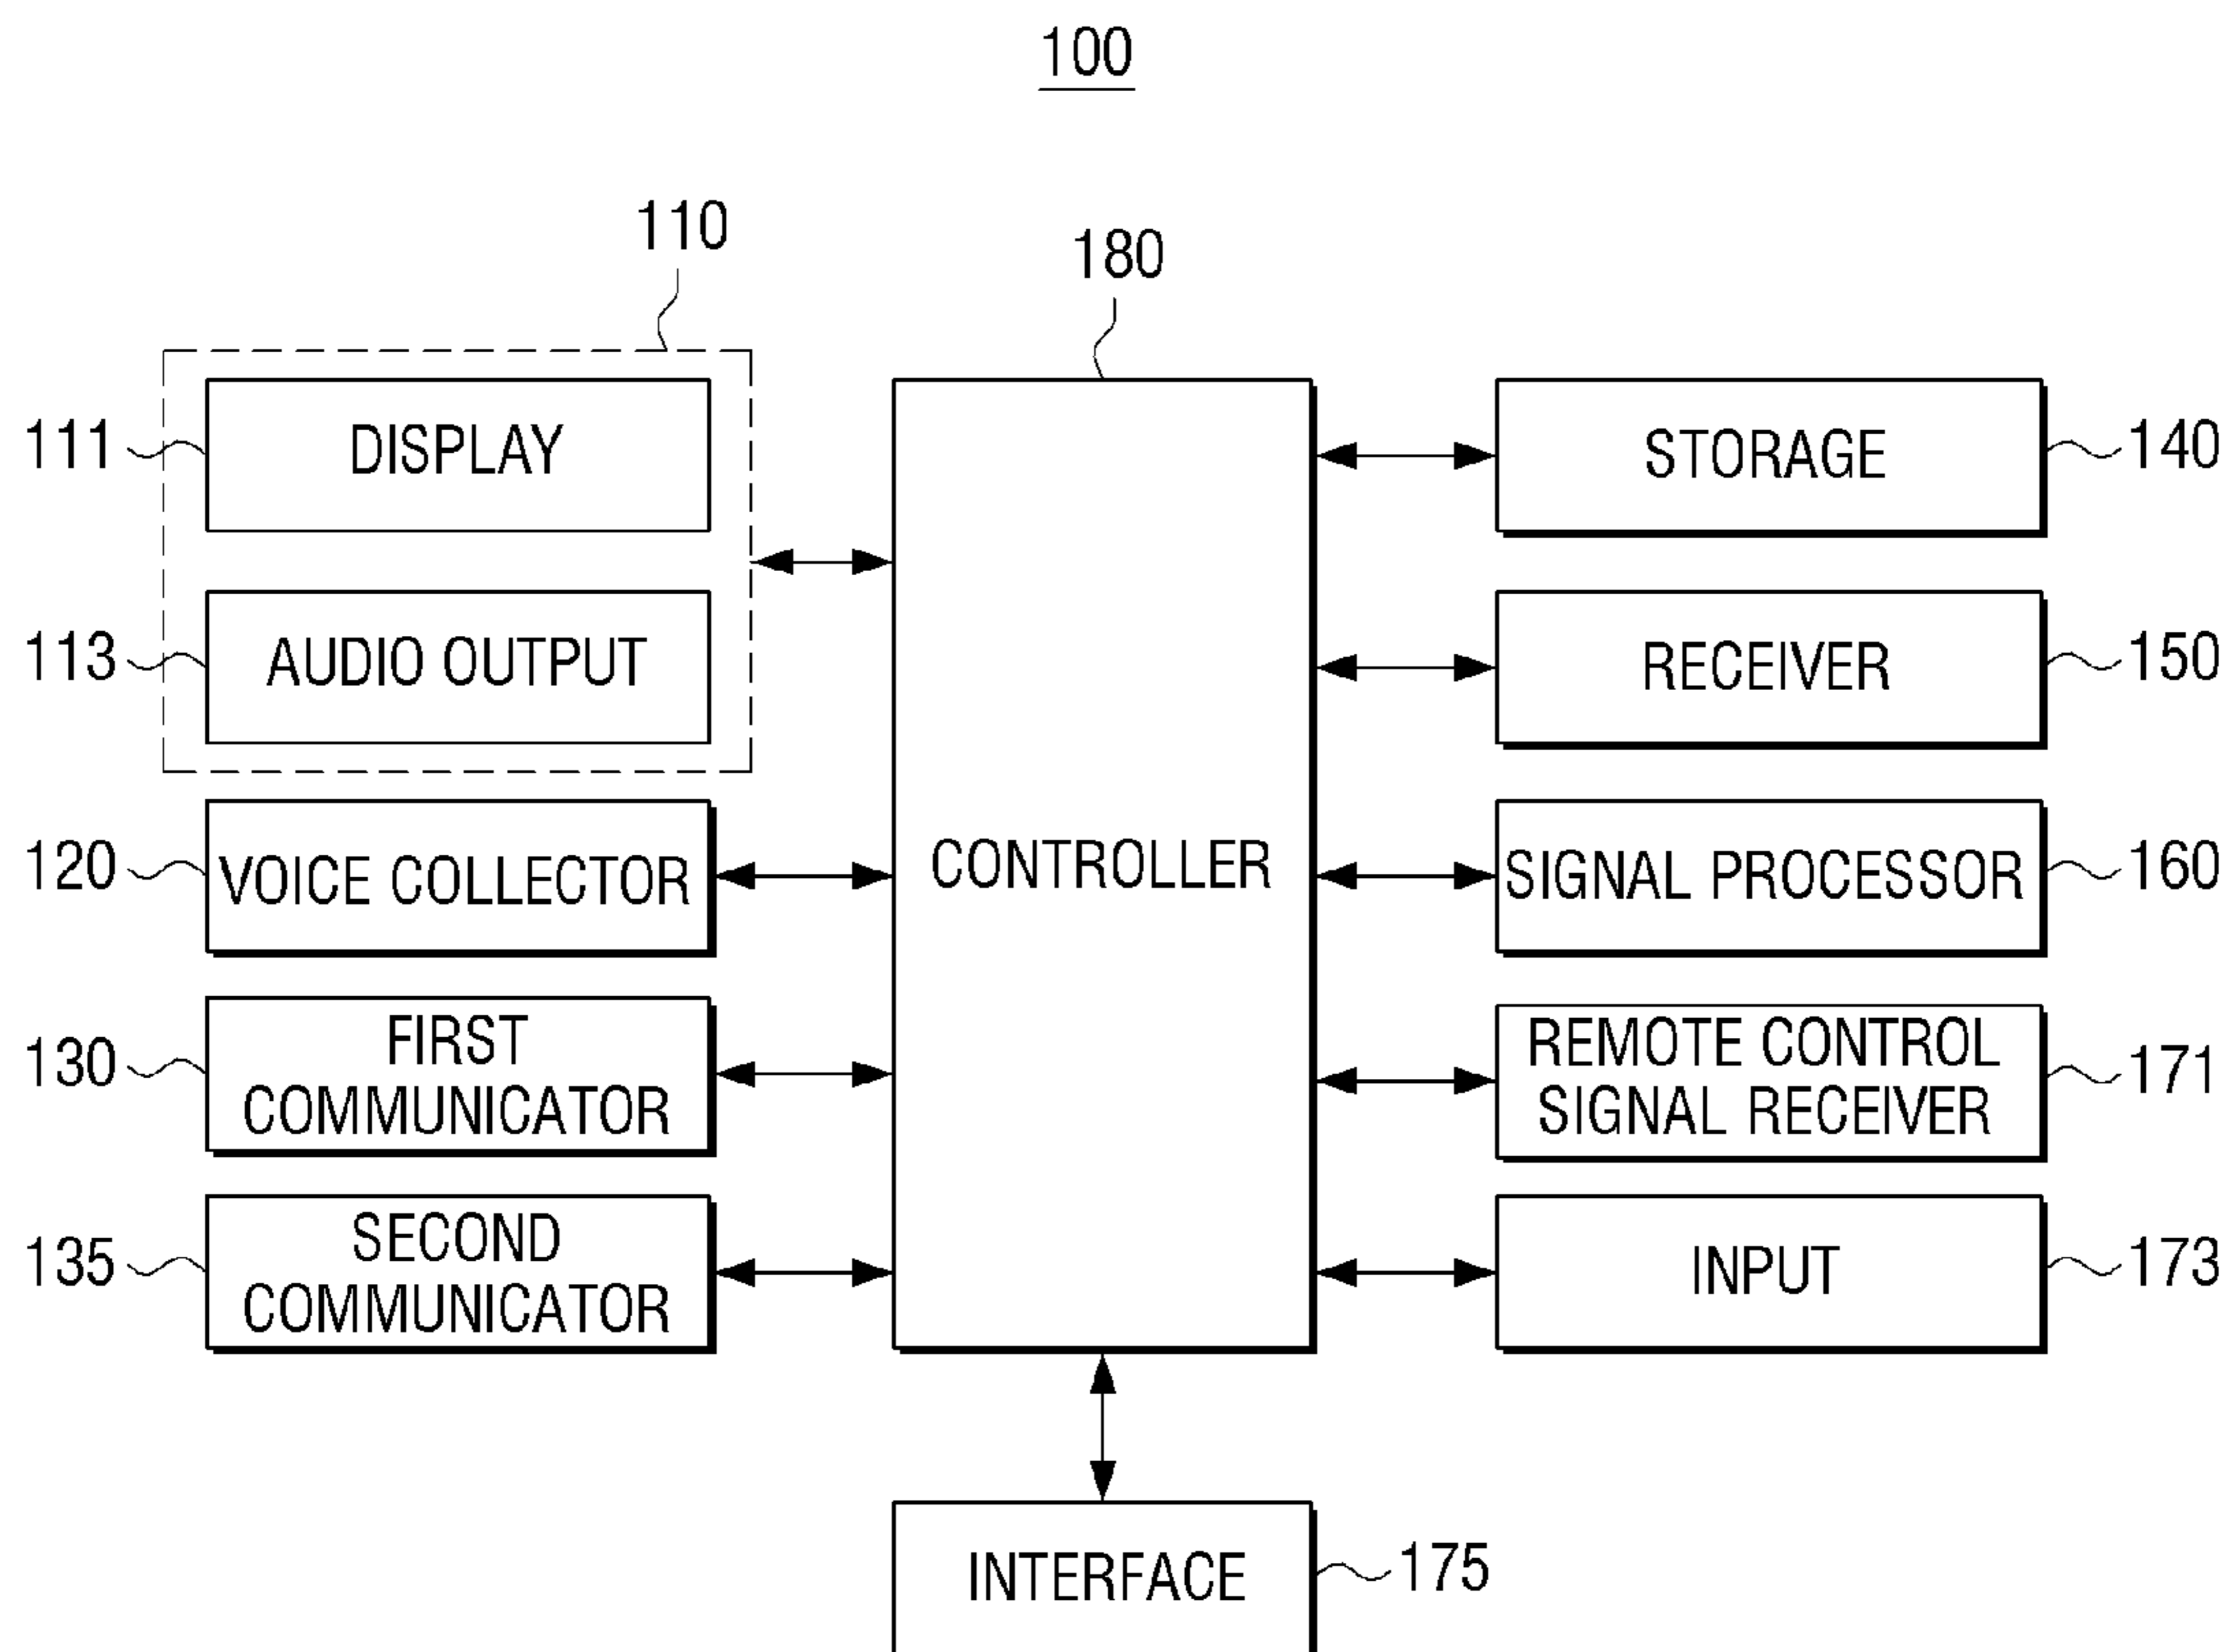 100
110
180
111
DISPLAY
STORAGE
140
113
AUDIO OUTPUT
RECEIVER
150
120
VOICE COLLECTOR
CONTROLLER
SIGNAL PROCESSOR
160
130
FIRST
COMMUNICATOR
REMOTE CONTROL
SIGNAL RECEIVER
171
135
SECOND
COMMUNICATOR
INPUT
173
INTERFACE
175